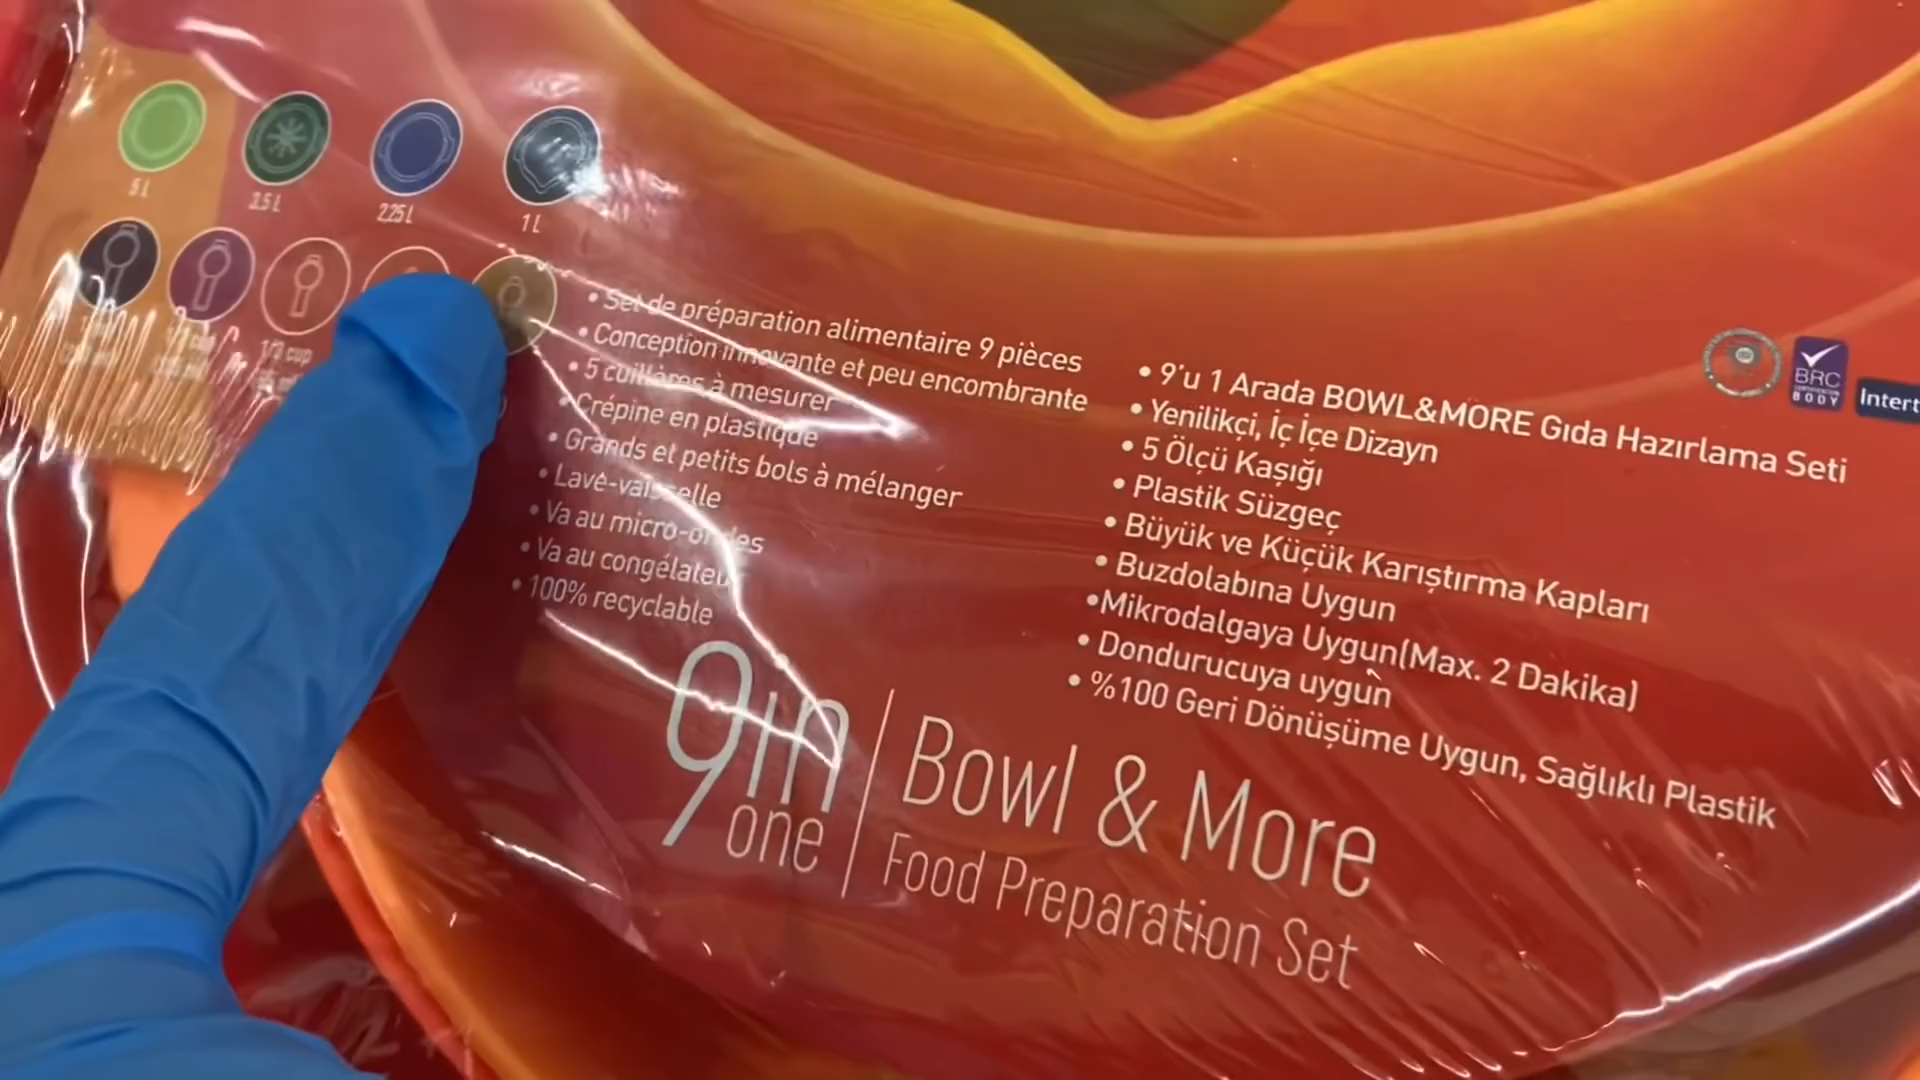 5 L
3,5 L
2,25 L
1 L
1/3 cup
• Set de préparation alimentaire 9 pièces
• Conception innovante et peu encombrante
• 5 cuillères à mesurer
• Crépine en plastique
• Grands et petits bols à mélanger
• Lave-vaisselle
• Va au micro-ondes
• Va au congélateur
• 100% recyclable
• 9'u 1 Arada BOWL&MORE Gıda Hazırlama Seti
• Yenilikçi, İç İçe Dizayn
• 5 Ölçü Kaşığı
• Plastik Süzgeç
• Büyük ve Küçük Karıştırma Kapları
• Buzdolabına Uygun
•Mikrodalgaya Uygun(Max. 2 Dakika)
• Dondurucuya uygun
• %100 Geri Dönüşüme Uygun, Sağlıklı Plastik
BRC
BODY
Intert
9in
one
Bowl & More
Food Preparation Set